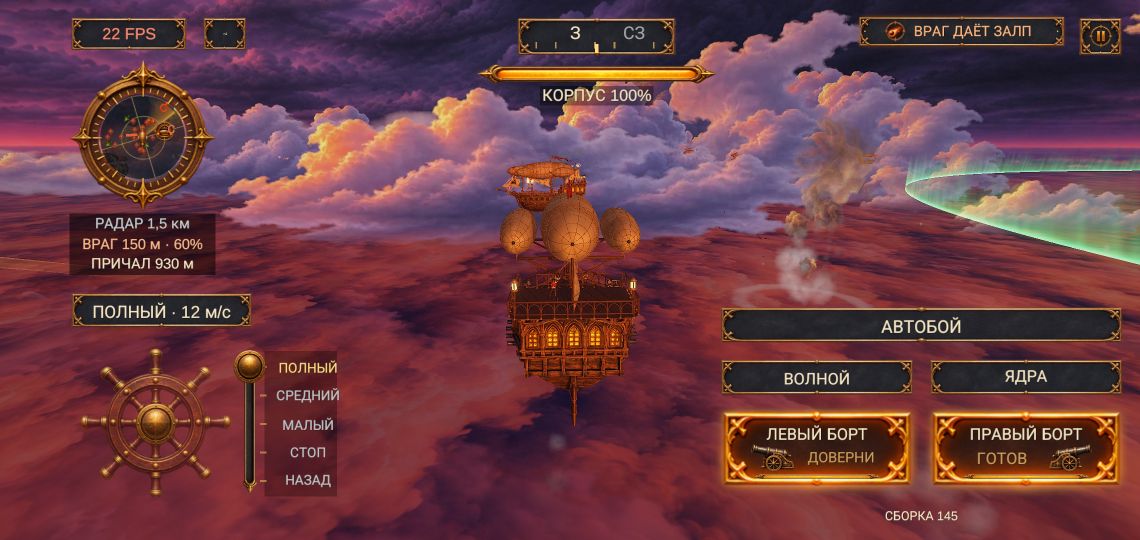 22 FPS
З СЗ
ВРАГ ДАЁТ ЗАЛП
КОРПУС 100%
РАДАР 1,5 км
ВРАГ 150 м · 60%
ПРИЧАЛ 930 м
ПОЛНЫЙ · 12 м/с
ПОЛНЫЙ
СРЕДНИЙ
МАЛЫЙ
СТОП
НАЗАД
АВТОБОЙ
ВОЛНОЙ
ЯДРА
ЛЕВЫЙ БОРТ
ДОВЕРНИ
ПРАВЫЙ БОРТ
ГОТОВ
СБОРКА 145